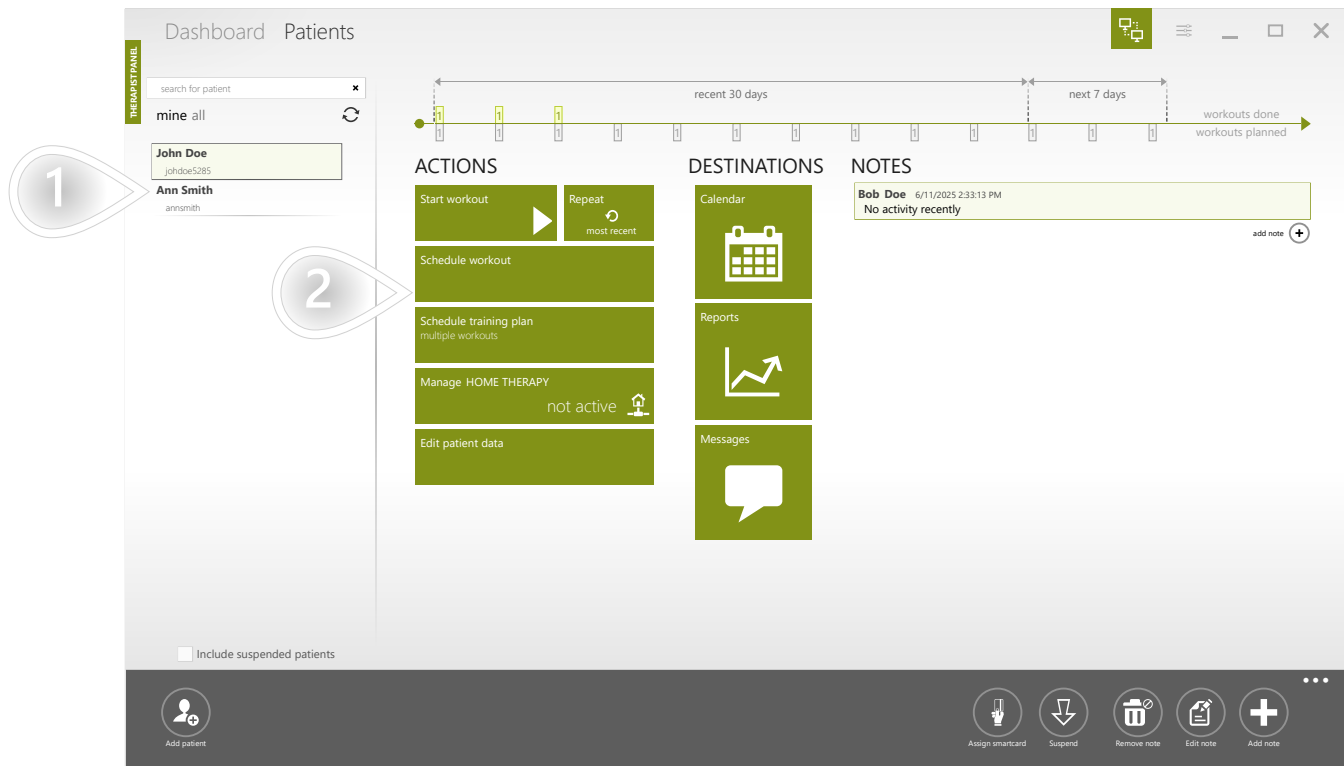 Dashboard Patients
THERAPIST PANEL
search for patient
mine all
recent 30 days
next 7 days
1 1 1
workouts done
1 1 1 1 1 1 1 1 1 1 1 1 1
workouts planned
1
John Doe
johdoe5285
Ann Smith
annsmith
2
ACTIONS
Start workout
Repeat
most recent
Schedule workout
Schedule training plan
multiple workouts
Manage HOME THERAPY
not active
Edit patient data
DESTINATIONS
Calendar
Reports
Messages
NOTES
Bob Doe 6/11/2025 2:33:13 PM
No activity recently
add note
Include suspended patients
Add patient
Assign smartcard
Suspend
Remove note
Edit note
Add note